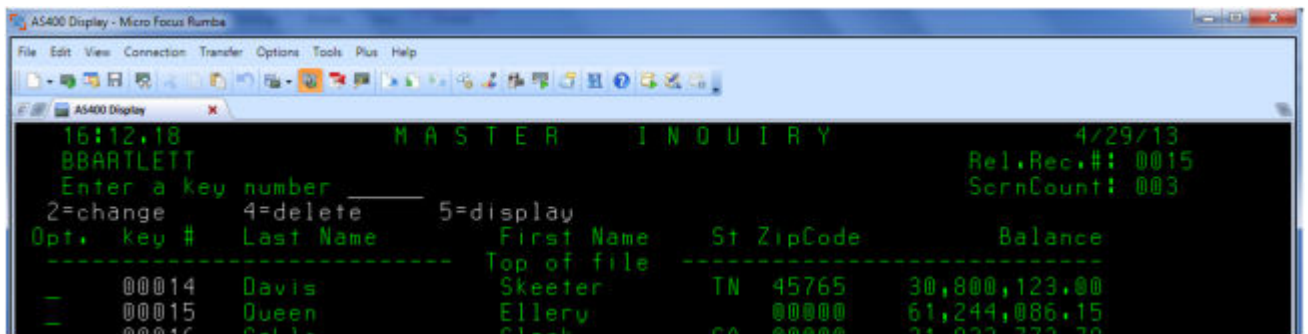 AS400 Display - Micro Focus Rumba
File Edit View Connection Transfer Options Tools Plus Help
AS400 Display
16:12.18 M A S T E R I N Q U I R Y 4/29/13
BBARTLETT Rel.Rec.#: 0015
Enter a key number ScrnCount: 003
2=change 4=delete 5=display
Opt. key # Last Name First Name St ZipCode Balance
---------------------------- Top of file -----------------------------
00014 Davis Skeeter TN 45765 30,800,123.00
00015 Queen Ellery 00000 61,244,086.15